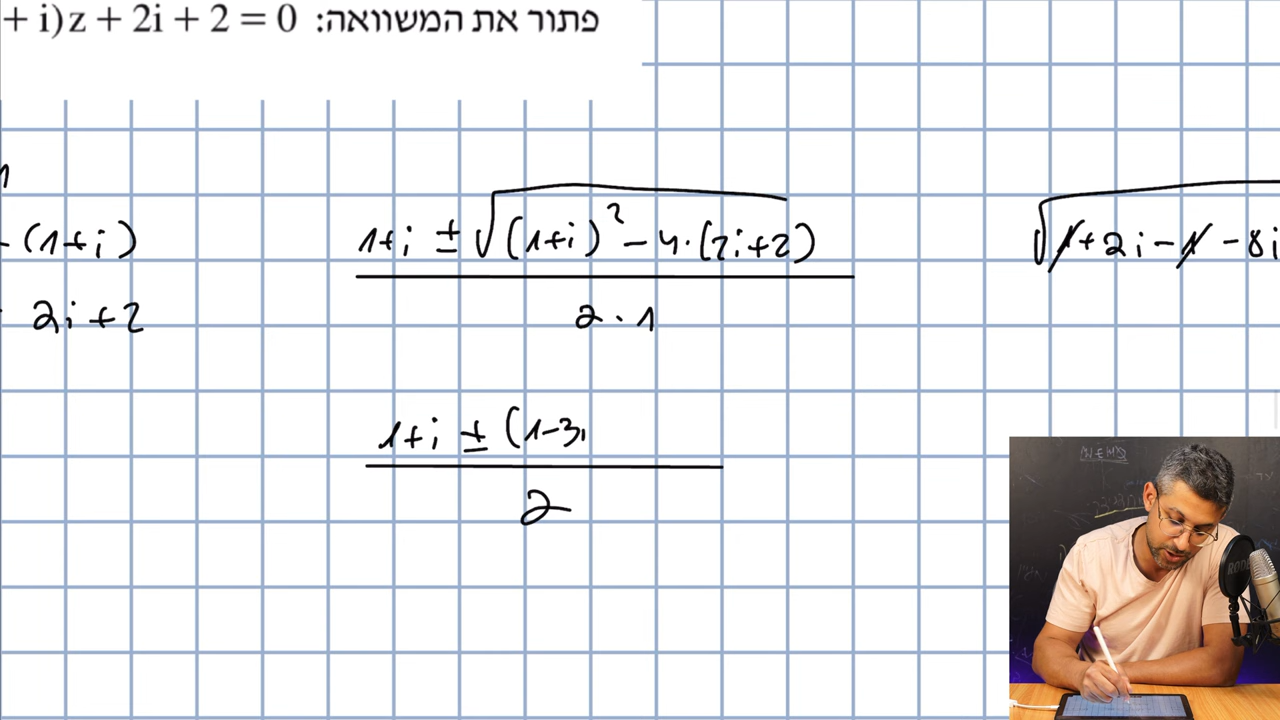 פתור את המשוואה: + i)z + 2i + 2 = 0
1
- (1+i)
2i+2
1+i ± √(1+i)² - 4·(2i+2)
2·1
√1+2i-1-8i
1+i ± (1-3i
2